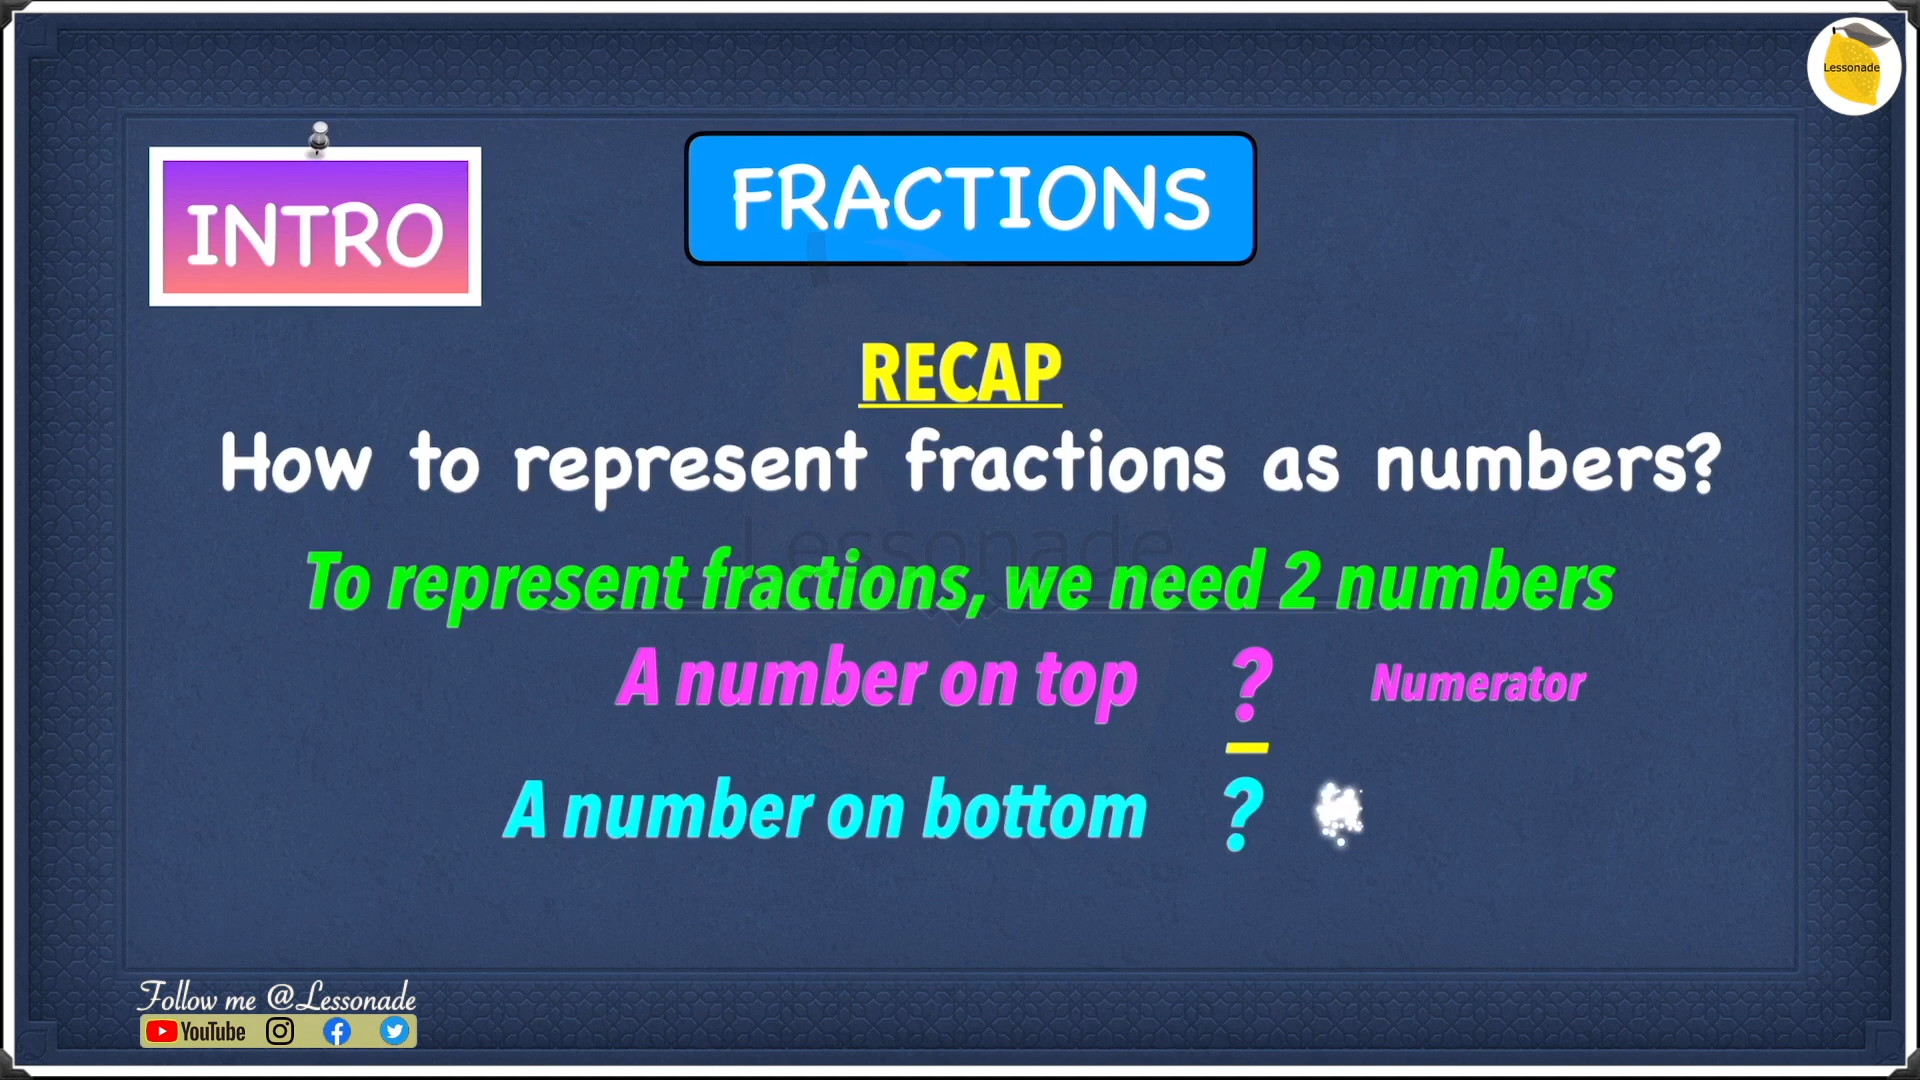 Lessonade
INTRO
FRACTIONS
RECAP
How to represent fractions as numbers?
Lessonade
To represent fractions, we need 2 numbers
A number on top ? Numerator
A number on bottom ?
Follow me @Lessonade
YouTube